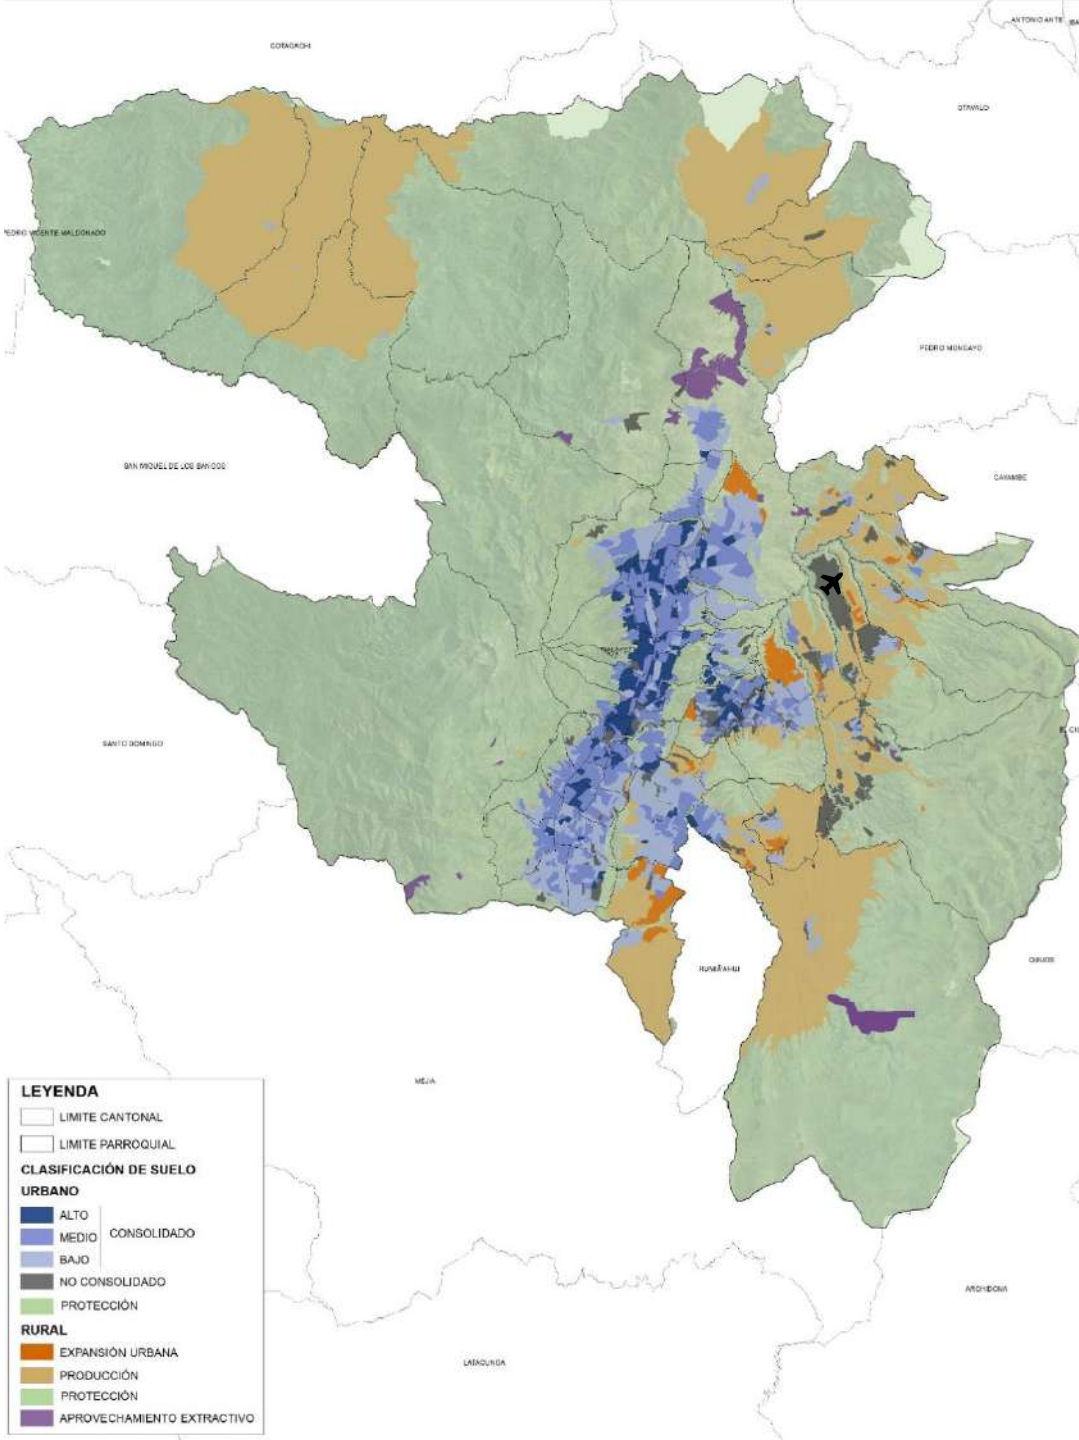 ANTONIO ANTE
COTACACHI
OTAVALO
PEDRO VICENTE MALDONADO
PEDRO MONCAYO
SAN MIGUEL DE LOS BANCOS
CAYAMBE
SANTO DOMINGO
RUMIÑAHUI
MEJIA
ARCHIDONA
LATACUNGA
LEYENDA
LIMITE CANTONAL
LIMITE PARROQUIAL
CLASIFICACIÓN DE SUELO
URBANO
ALTO
MEDIO
BAJO
CONSOLIDADO
NO CONSOLIDADO
PROTECCIÓN
RURAL
EXPANSIÓN URBANA
PRODUCCIÓN
PROTECCIÓN
APROVECHAMIENTO EXTRACTIVO